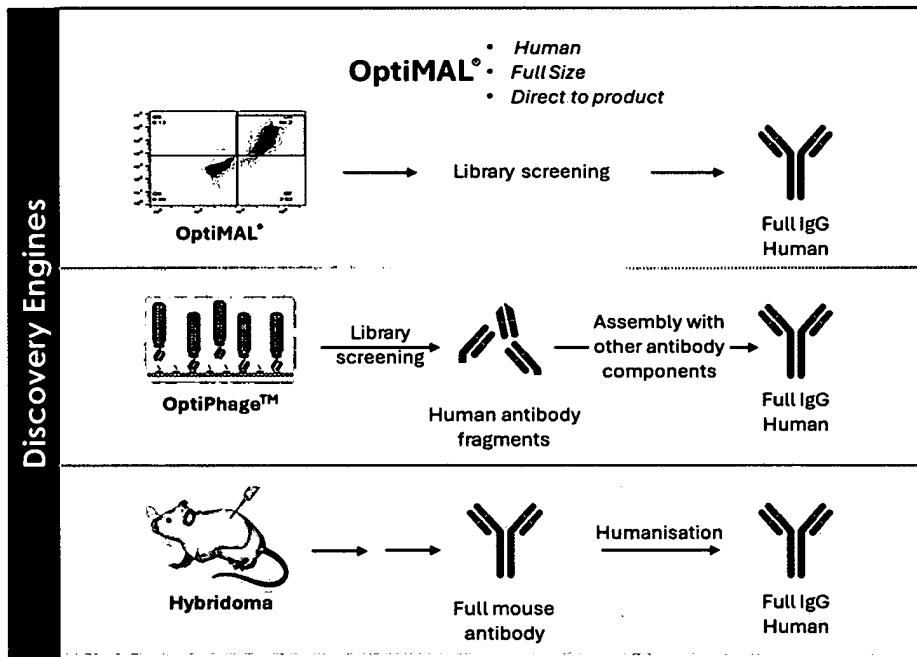 Discovery Engines
OptiMAL®
• Human
• Full Size
• Direct to product
OptiMAL®
Library screening
Full IgG
Human
OptiPhage™
Library
screening
Human antibody
fragments
Assembly with
other antibody
components
Full IgG
Human
Hybridoma
Full mouse
antibody
Humanisation
Full IgG
Human